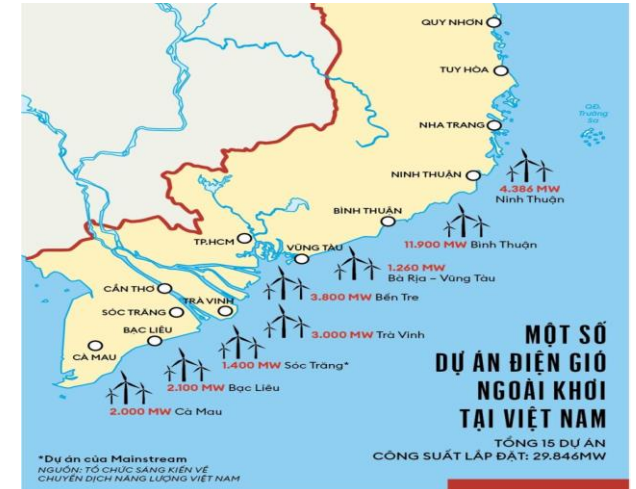 QUY NHƠN
TUY HÒA
QĐ.
Trường
Sa
NHA TRANG
NINH THUẬN
4.386 MW
Ninh Thuận
BÌNH THUẬN
11.900 MW Bình Thuận
TP.HCM
VŨNG TÀU
1.260 MW
Bà Rịa – Vũng Tàu
CẦN THƠ
3.800 MW Bến Tre
TRÀ VINH
SÓC TRĂNG
3.000 MW Trà Vinh
BẠC LIÊU
CÀ MAU
1.400 MW Sóc Trăng*
2.100 MW Bạc Liêu
2.000 MW Cà Mau
MỘT SỐ
DỰ ÁN ĐIỆN GIÓ
NGOÀI KHƠI
TẠI VIỆT NAM
TỔNG 15 DỰ ÁN
CÔNG SUẤT LẮP ĐẶT: 29.846MW
*Dự án của Mainstream
NGUỒN: TỔ CHỨC SÁNG KIẾN VỀ
CHUYỂN DỊCH NĂNG LƯỢNG VIỆT NAM